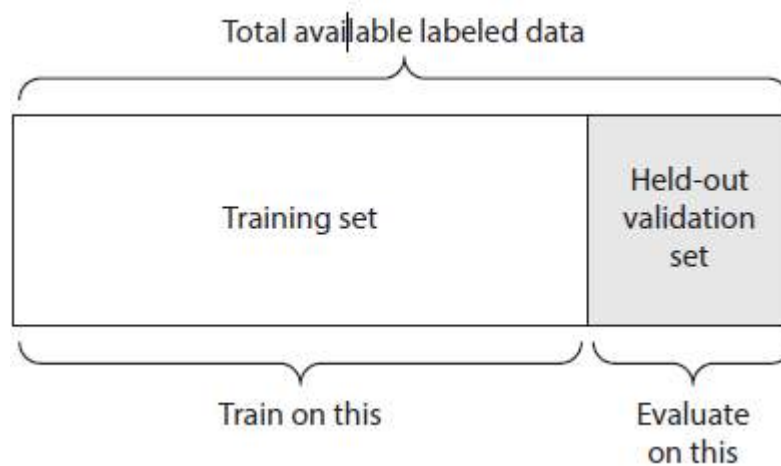 Total available labeled data
Training set
Held-out
validation
set
Train on this
Evaluate
on this